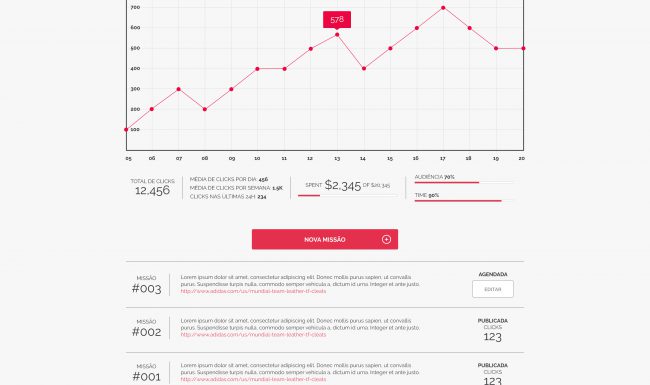 700
578
600
500
400
300
200
100
05 06 07 08 09 10 11 12 13 14 15 16 17 18 19 20
TOTAL DE CLICKS
12,456
MÉDIA DE CLICKS POR DIA: 456
MÉDIA DE CLICKS POR SEMANA: 1,5K
CLICKS NAS ULTIMAS 24H: 234
SPENT $2,345 OF $20,345
AUDIÊNCIA 70%
TIME 90%
NOVA MISSÃO
MISSÃO
#003
Lorem ipsum dolor sit amet, consectetur adipiscing elit. Donec mollis purus sapien, ut convallis
purus. Suspendisse turpis nulla, commodo semper vehicula a, dictum id urna. Integer et ante justo.
http://www.adidas.com/us/mundial-team-leather-tf-cleats
AGENDADA
EDITAR
MISSÃO
#002
Lorem ipsum dolor sit amet, consectetur adipiscing elit. Donec mollis purus sapien, ut convallis
purus. Suspendisse turpis nulla, commodo semper vehicula a, dictum id urna. Integer et ante justo.
http://www.adidas.com/us/mundial-team-leather-tf-cleats
PUBLICADA
CLICKS
123
MISSÃO
#001
Lorem ipsum dolor sit amet, consectetur adipiscing elit. Donec mollis purus sapien, ut convallis
purus. Suspendisse turpis nulla, commodo semper vehicula a, dictum id urna. Integer et ante justo.
http://www.adidas.com/us/mundial-team-leather-tf-cleats
PUBLICADA
CLICKS
123